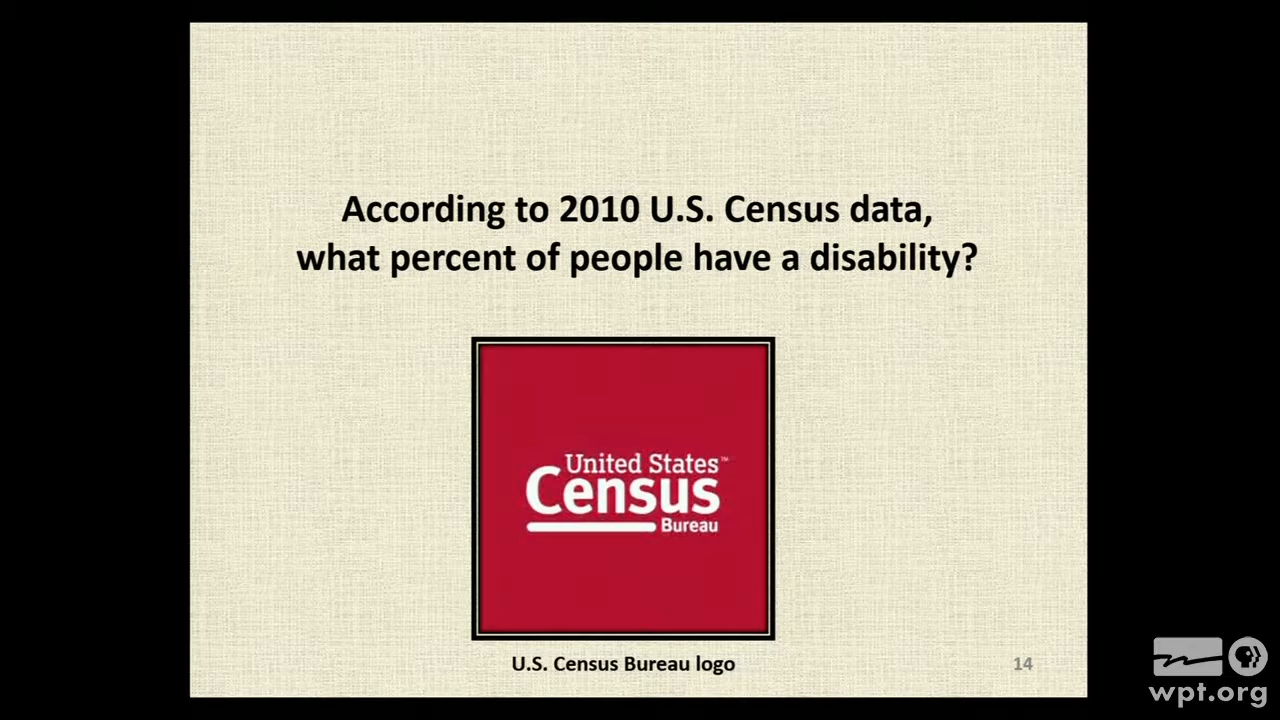 According to 2010 U.S. Census data,
what percent of people have a disability?
United States™
Census
Bureau
U.S. Census Bureau logo
14
wpt.org